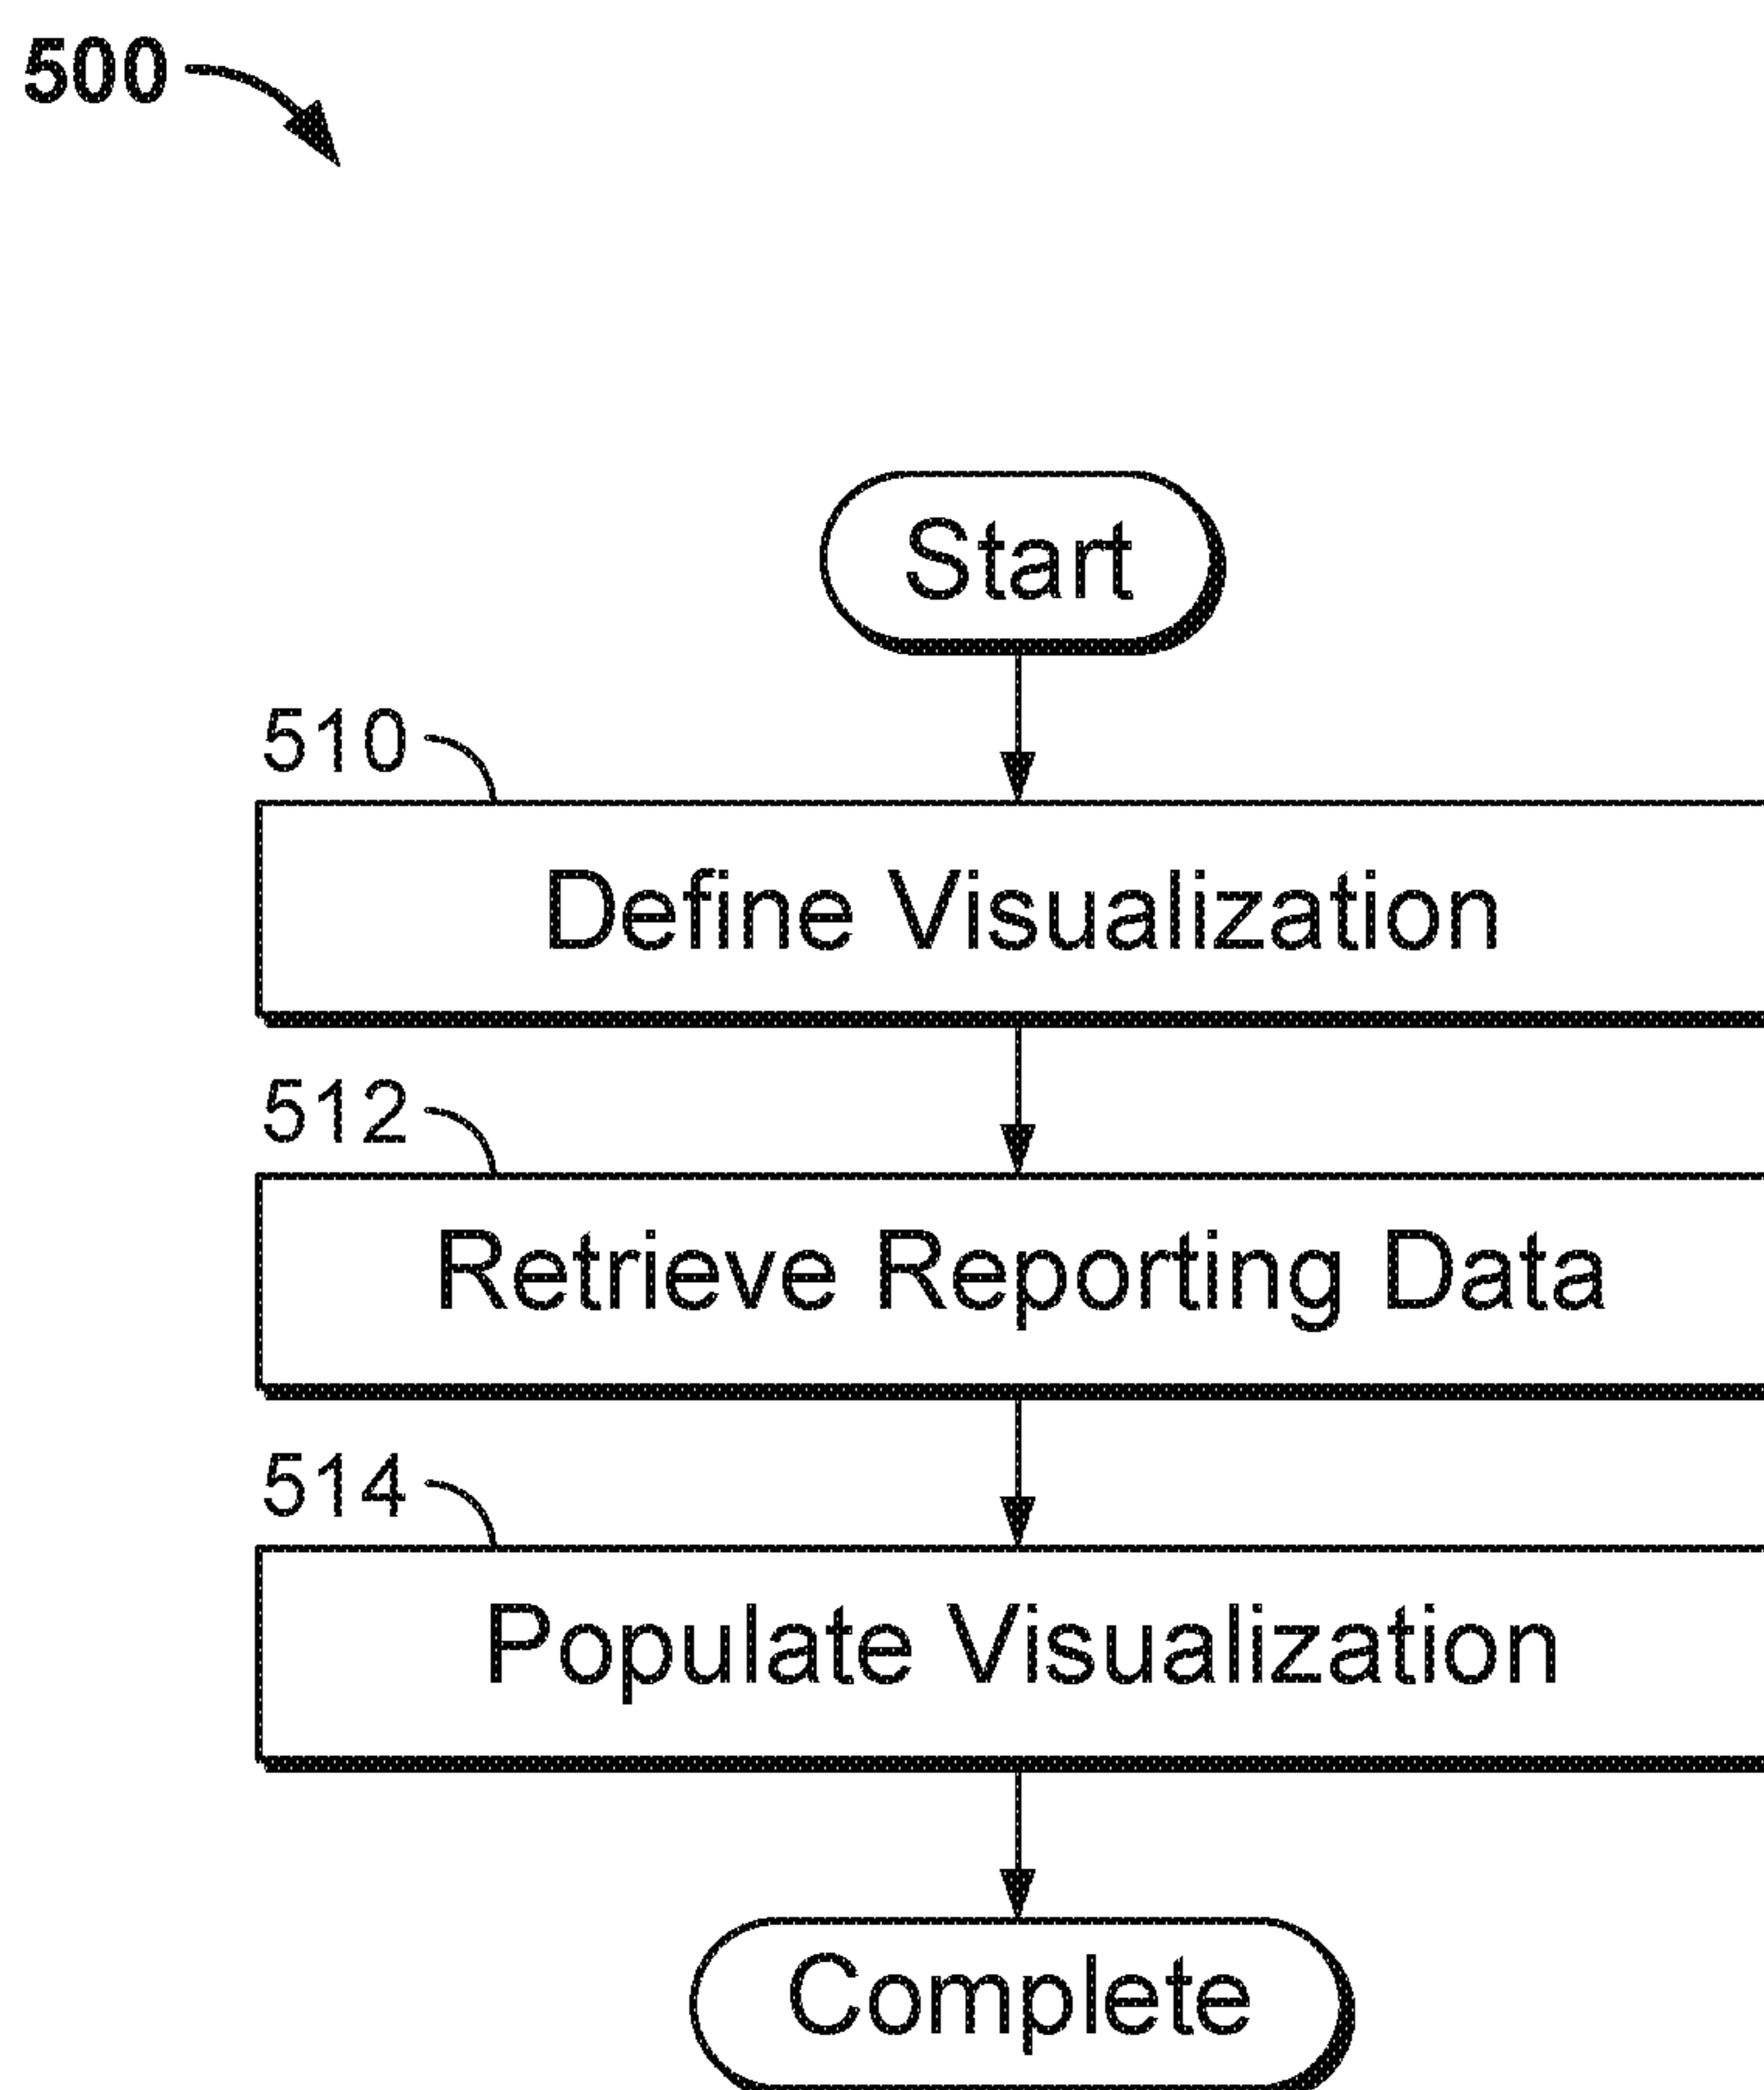 500
Start
510
Define Visualization
512
Retrieve Reporting Data
514
Populate Visualization
Complete